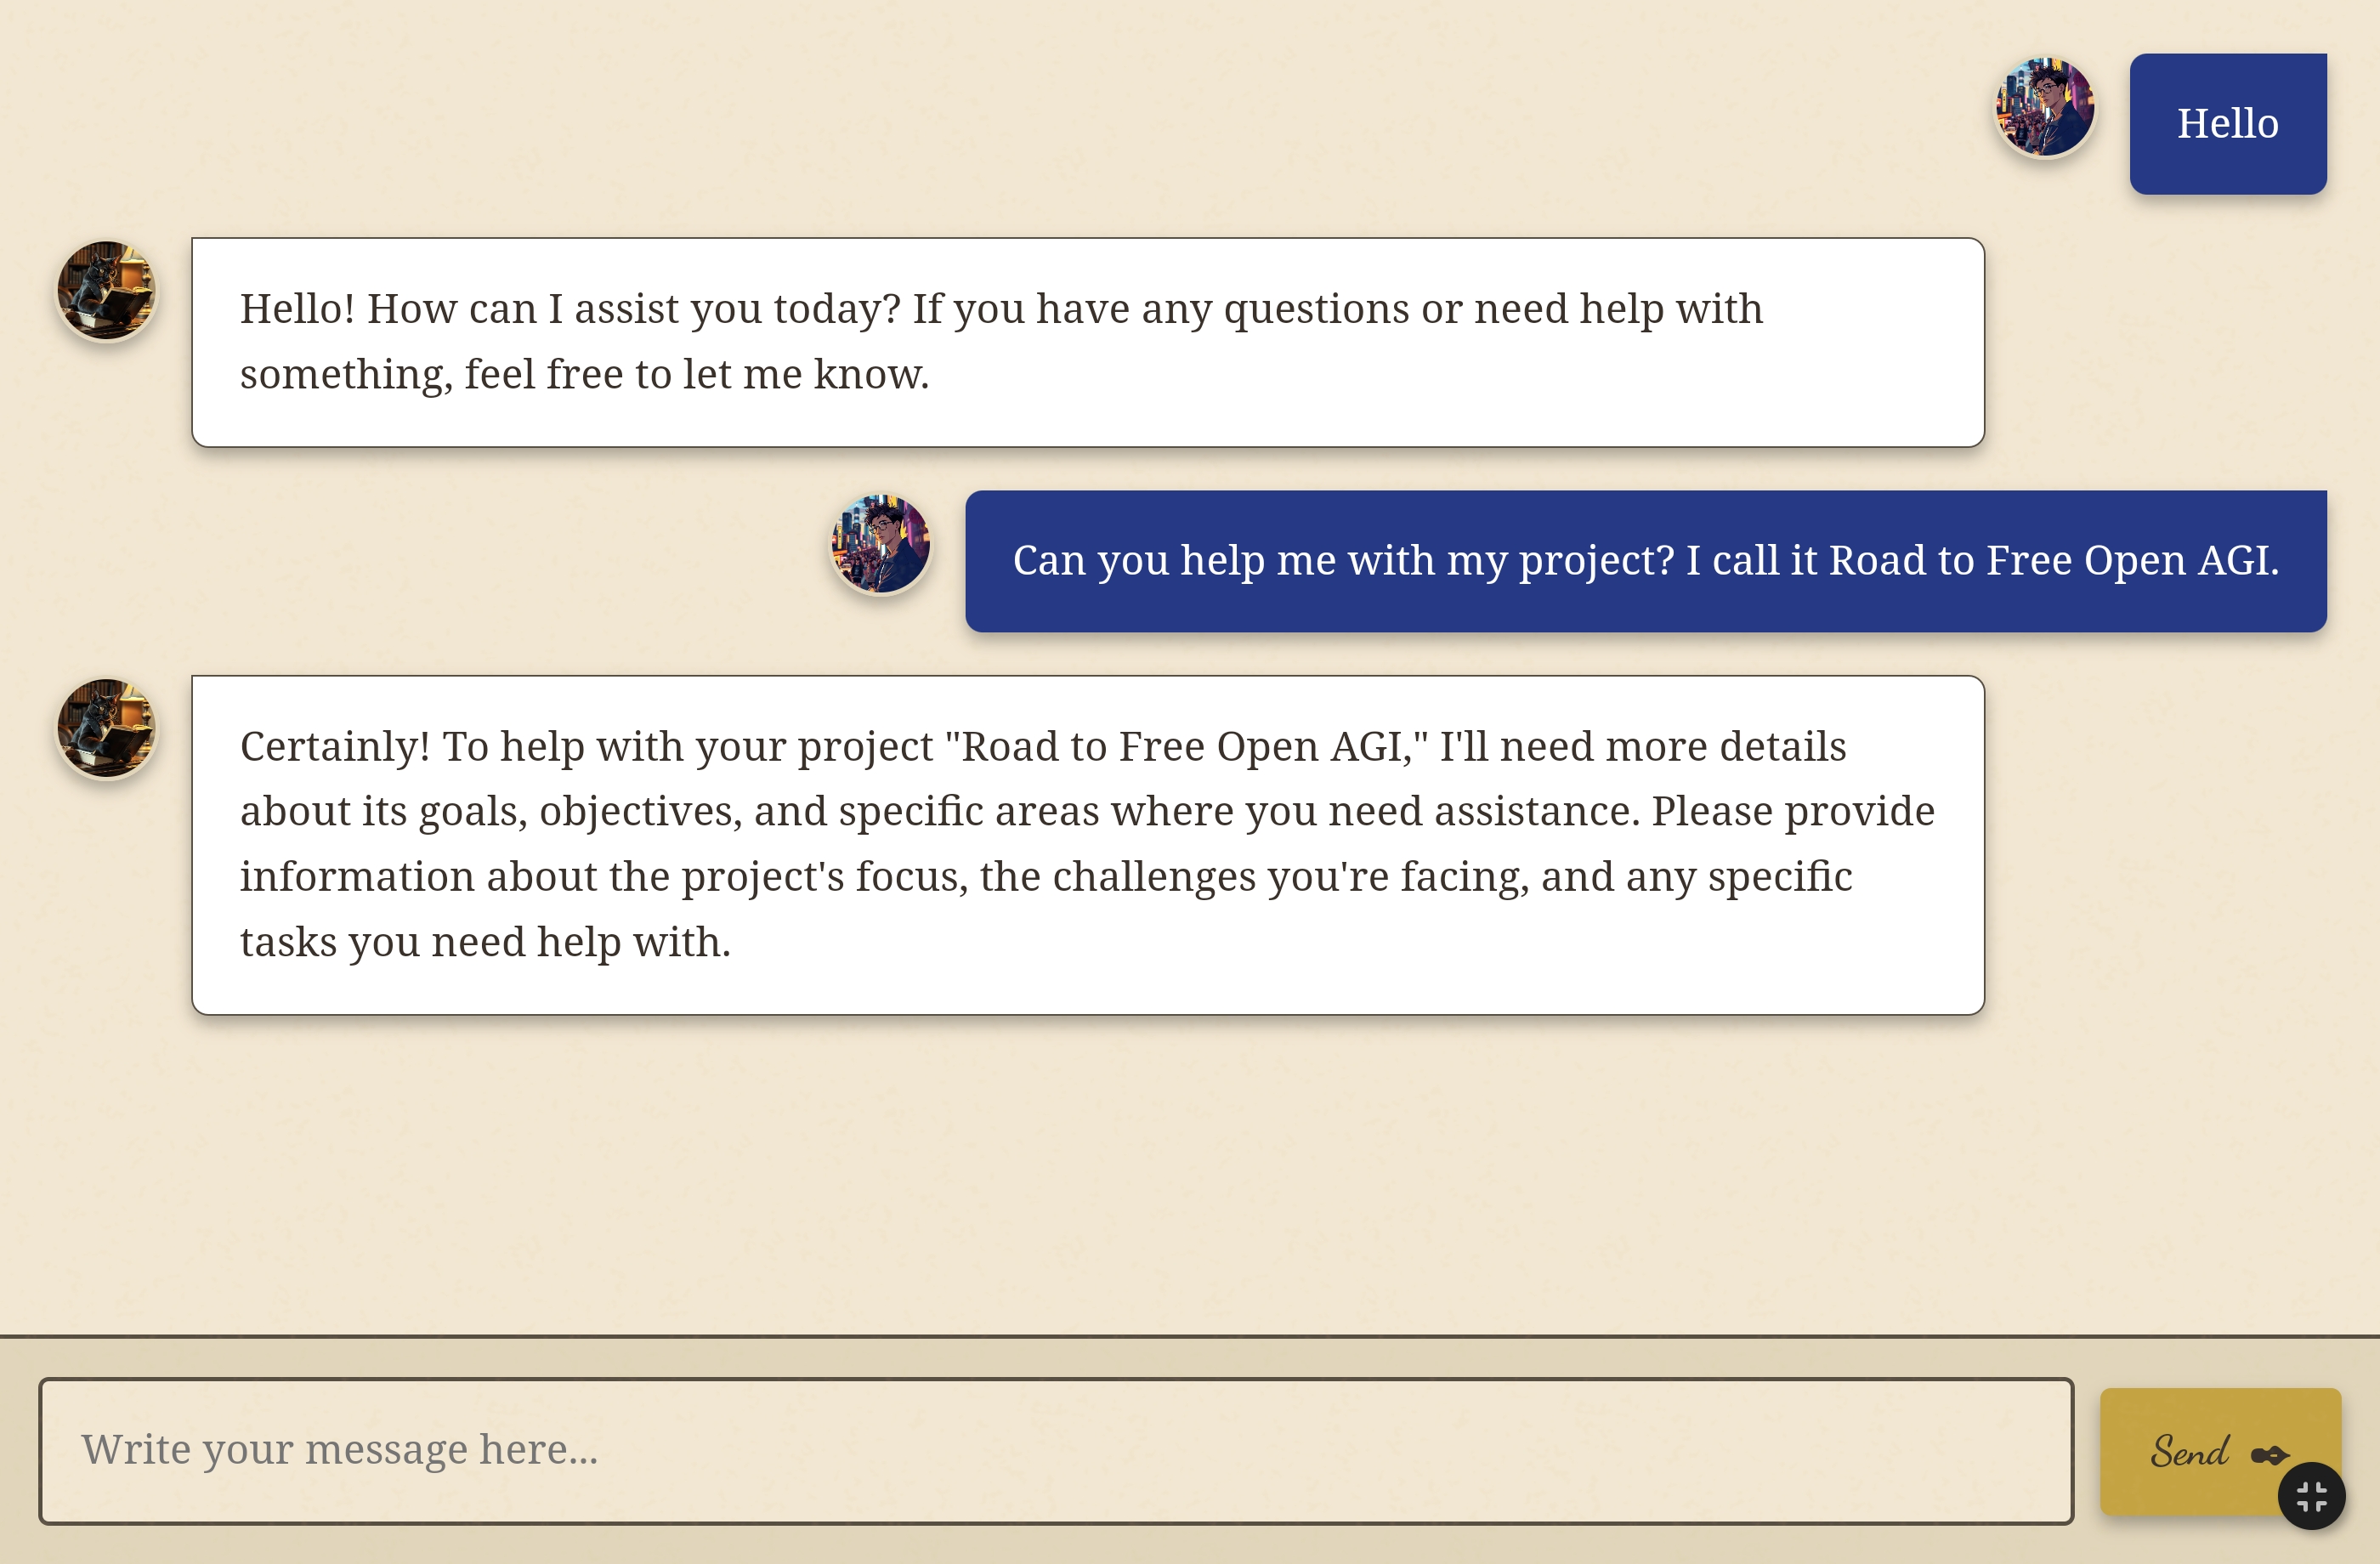 Hello
Hello! How can I assist you today? If you have any questions or need help with
something, feel free to let me know.
Can you help me with my project? I call it Road to Free Open AGI.
Certainly! To help with your project "Road to Free Open AGI," I'll need more details
about its goals, objectives, and specific areas where you need assistance. Please provide
information about the project's focus, the challenges you're facing, and any specific
tasks you need help with.
Write your message here...
Send